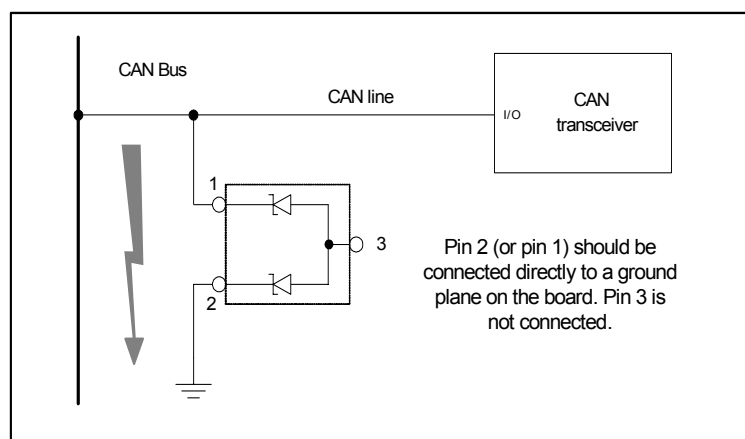 CAN Bus
CAN line
I/O
CAN
transceiver
1
3
2
Pin 2 (or pin 1) should be
connected directly to a ground
plane on the board. Pin 3 is
not connected.